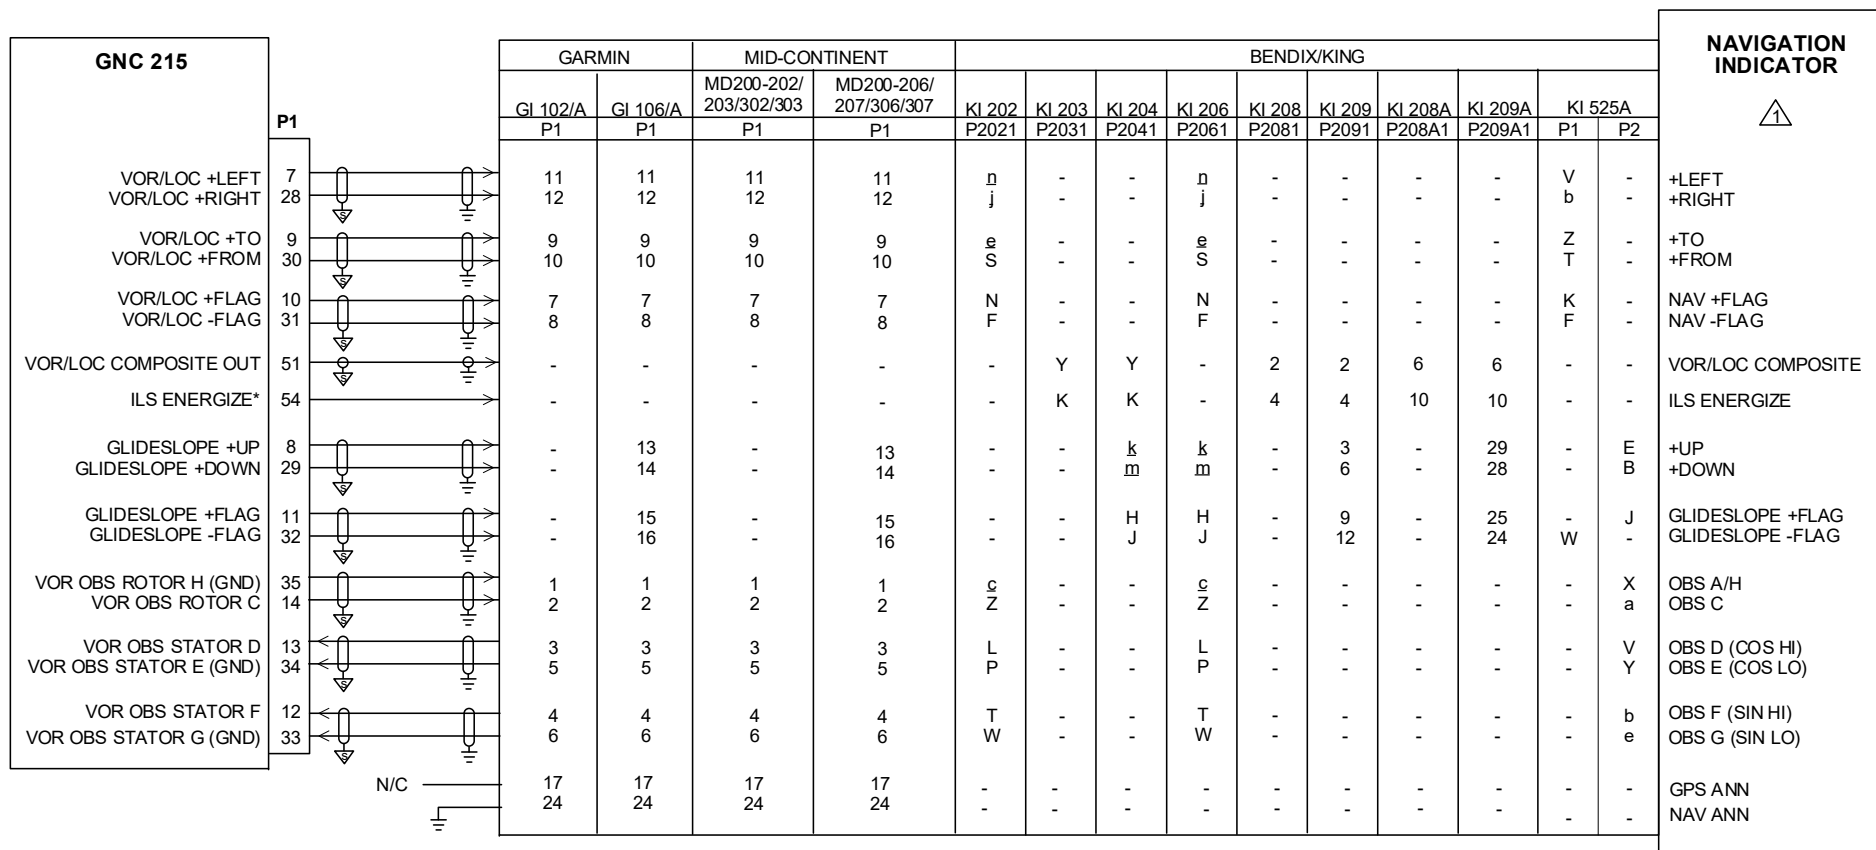 GNC 215
P1
GARMIN MID-CONTINENT BENDIX/KING
NAVIGATION
INDICATOR
1
MD200-202/ MD200-206/
GI 102/A GI 106/A 203/302/303 207/306/307 KI 202 KI 203 KI 204 KI 206 KI 208 KI 209 KI 208A KI 209A KI 525A
P1 P1 P1 P1 P2021 P2031 P2041 P2061 P2081 P2091 P208A1 P209A1 P1 P2
VOR/LOC +LEFT 7 11 11 11 11 n - - n - - - - V - +LEFT
VOR/LOC +RIGHT 28 S 12 12 12 12 j - - j - - - - b - +RIGHT
VOR/LOC +TO 9 9 9 9 9 e - - e - - - - Z - +TO
VOR/LOC +FROM 30 S 10 10 10 10 S - - S - - - - T - +FROM
VOR/LOC +FLAG 10 7 7 7 7 N - - N - - - - K - NAV +FLAG
VOR/LOC -FLAG 31 S 8 8 8 8 F - - F - - - - F - NAV -FLAG
VOR/LOC COMPOSITE OUT 51 S - - - - - Y Y - 2 2 6 6 - - VOR/LOC COMPOSITE
ILS ENERGIZE* 54 - - - - - K K - 4 4 10 10 - - ILS ENERGIZE
GLIDESLOPE +UP 8 - 13 - 13 - - k k - 3 - 29 - E +UP
GLIDESLOPE +DOWN 29 S - 14 - 14 - - m m - 6 - 28 - B +DOWN
GLIDESLOPE +FLAG 11 - 15 - 15 - - H H - 9 - 25 - J GLIDESLOPE +FLAG
GLIDESLOPE -FLAG 32 S - 16 - 16 - - J J - 12 - 24 W - GLIDESLOPE -FLAG
VOR OBS ROTOR H (GND) 35 1 1 1 1 c - - c - - - - - X OBS A/H
VOR OBS ROTOR C 14 S 2 2 2 2 Z - - Z - - - - - a OBS C
VOR OBS STATOR D 13 3 3 3 3 L - - L - - - - - V OBS D (COS HI)
VOR OBS STATOR E (GND) 34 S 5 5 5 5 P - - P - - - - - Y OBS E (COS LO)
VOR OBS STATOR F 12 4 4 4 4 T - - T - - - - - b OBS F (SIN HI)
VOR OBS STATOR G (GND) 33 S 6 6 6 6 W - - W - - - - - e OBS G (SIN LO)
N/C 17 17 17 17 - - - - - - - - - - GPS ANN
24 24 24 24 - - - - - - - - - - NAV ANN